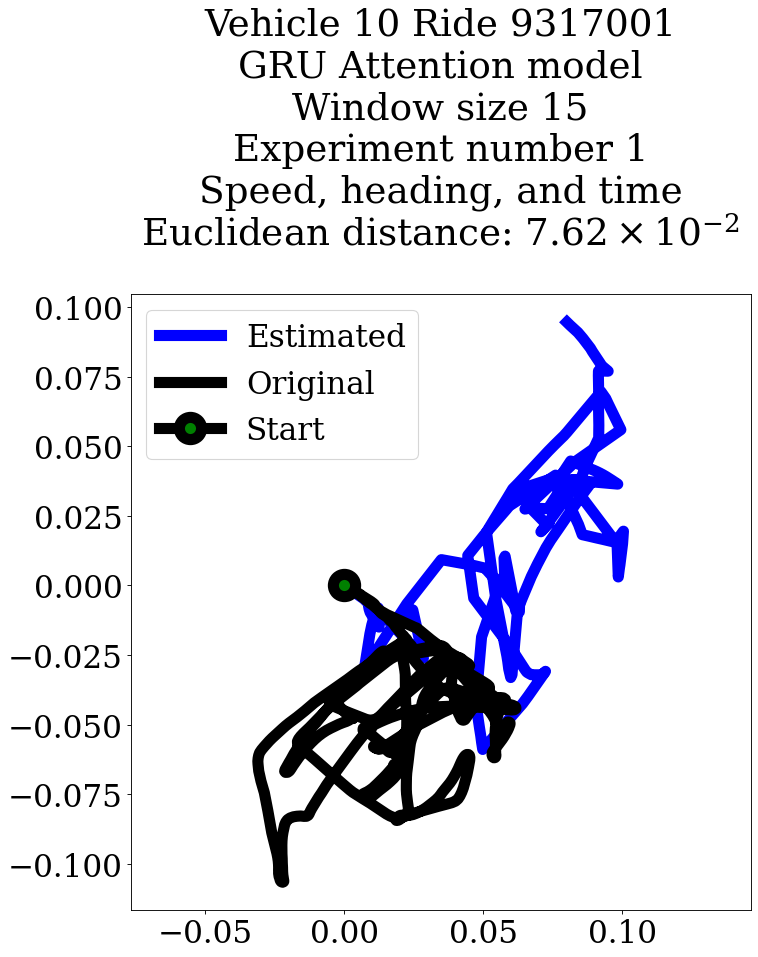 Vehicle 10 Ride 9317001
GRU Attention model
Window size 15
Experiment number 1
Speed, heading, and time
Euclidean distance: 7.62 × 10⁻²
0.100
Estimated
0.075
Original
0.050
Start
0.025
0.000
−0.025
−0.050
−0.075
−0.100
−0.05 0.00 0.05 0.10